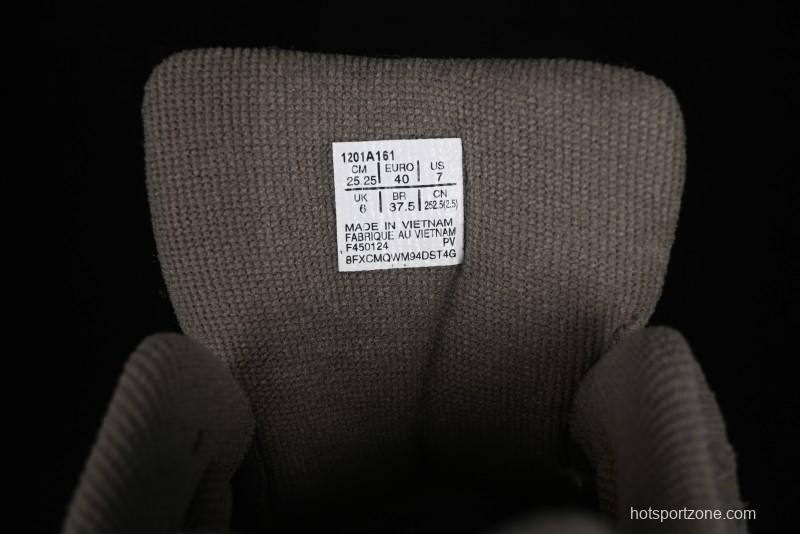 1201A161
CM EURO US
25.25 40 7
UK BR CN
6 37.5 252.5(2.5)
MADE IN VIETNAM
FABRIQUE AU VIETNAM
F450124 PV
8FXCMQWM94DST4G
hotsportzone.com